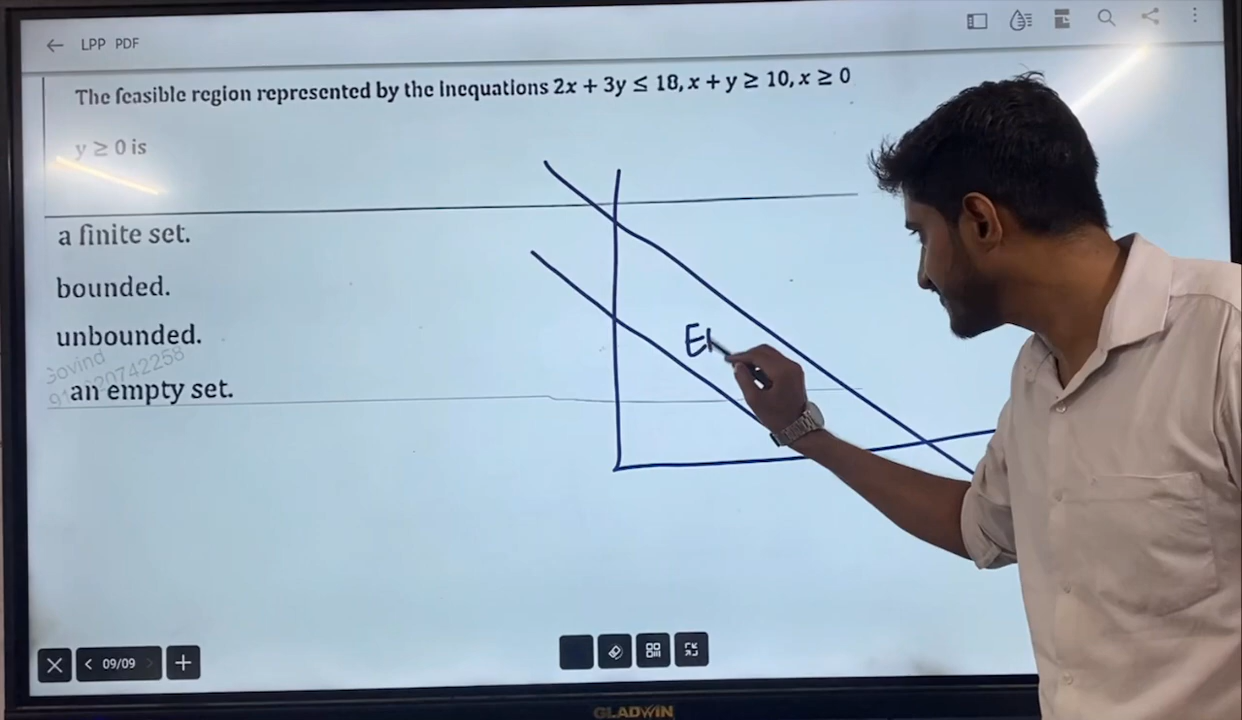 LPP PDF
The feasible region represented by the inequations 2x + 3y ≤ 18, x + y ≥ 10, x ≥ 0
y ≥ 0 is
a finite set.
bounded.
unbounded.
Govind
an empty set.
E
09/09
GLADWIN